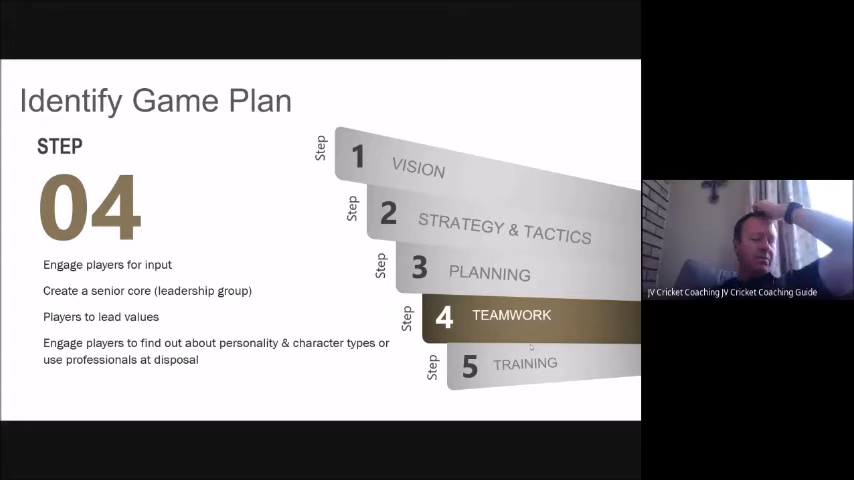 Identify Game Plan
STEP
04
Engage players for input
Create a senior core (leadership group)
Players to lead values
Engage players to find out about personality & character types or
use professionals at disposal
Step 1 VISION
Step 2 STRATEGY & TACTICS
Step 3 PLANNING
Step 4 TEAMWORK
Step 5 TRAINING
JV Cricket Coaching JV Cricket Coaching Guide